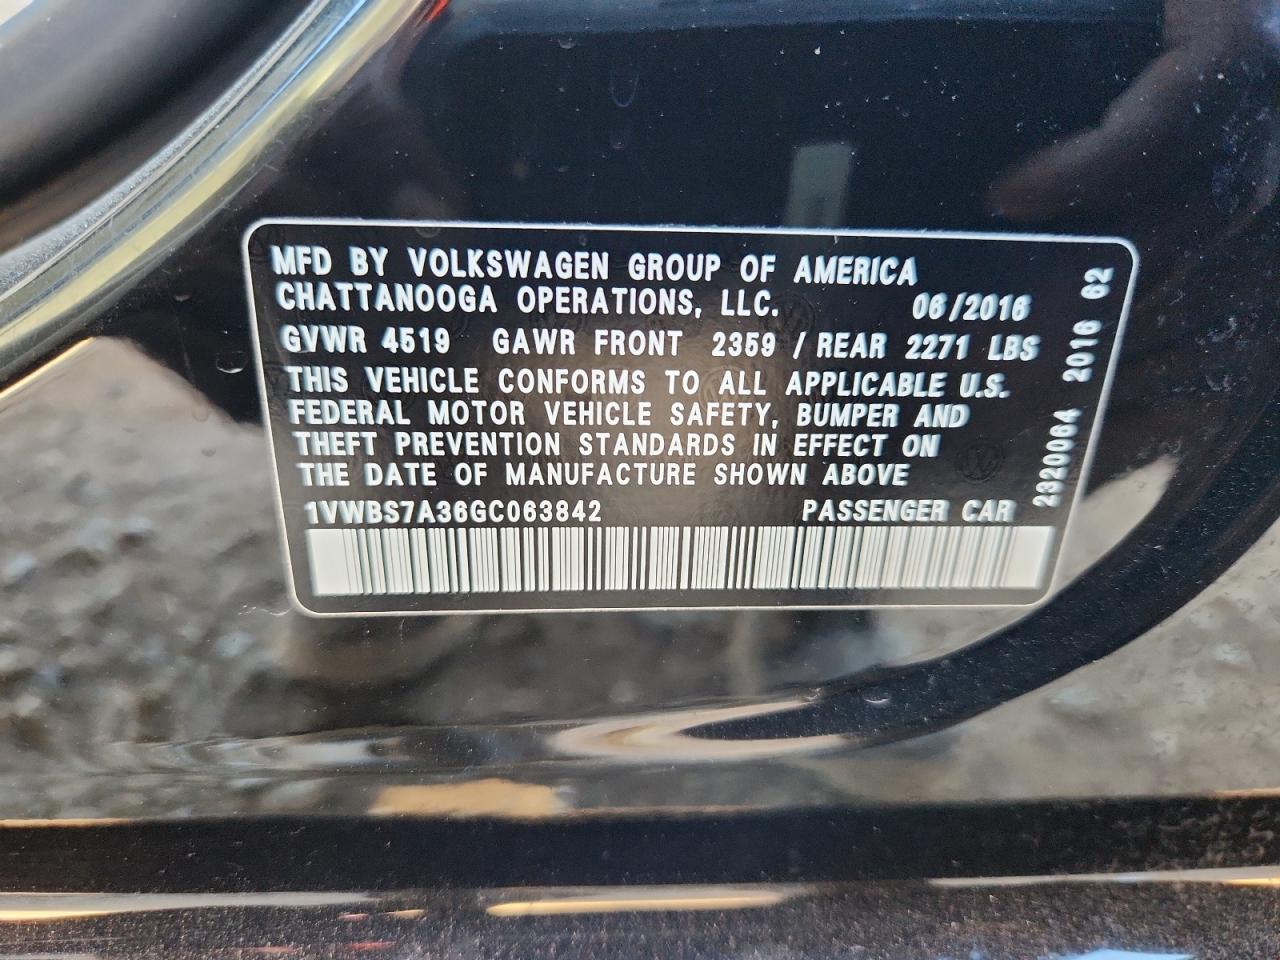 MFD BY VOLKSWAGEN GROUP OF AMERICA
CHATTANOOGA OPERATIONS, LLC. 06/2016
GVWR 4519 GAWR FRONT 2359 / REAR 2271 LBS
THIS VEHICLE CONFORMS TO ALL APPLICABLE U.S.
FEDERAL MOTOR VEHICLE SAFETY, BUMPER AND
THEFT PREVENTION STANDARDS IN EFFECT ON
THE DATE OF MANUFACTURE SHOWN ABOVE
1VWBS7A36GC063842 PASSENGER CAR
2320064 2016 62